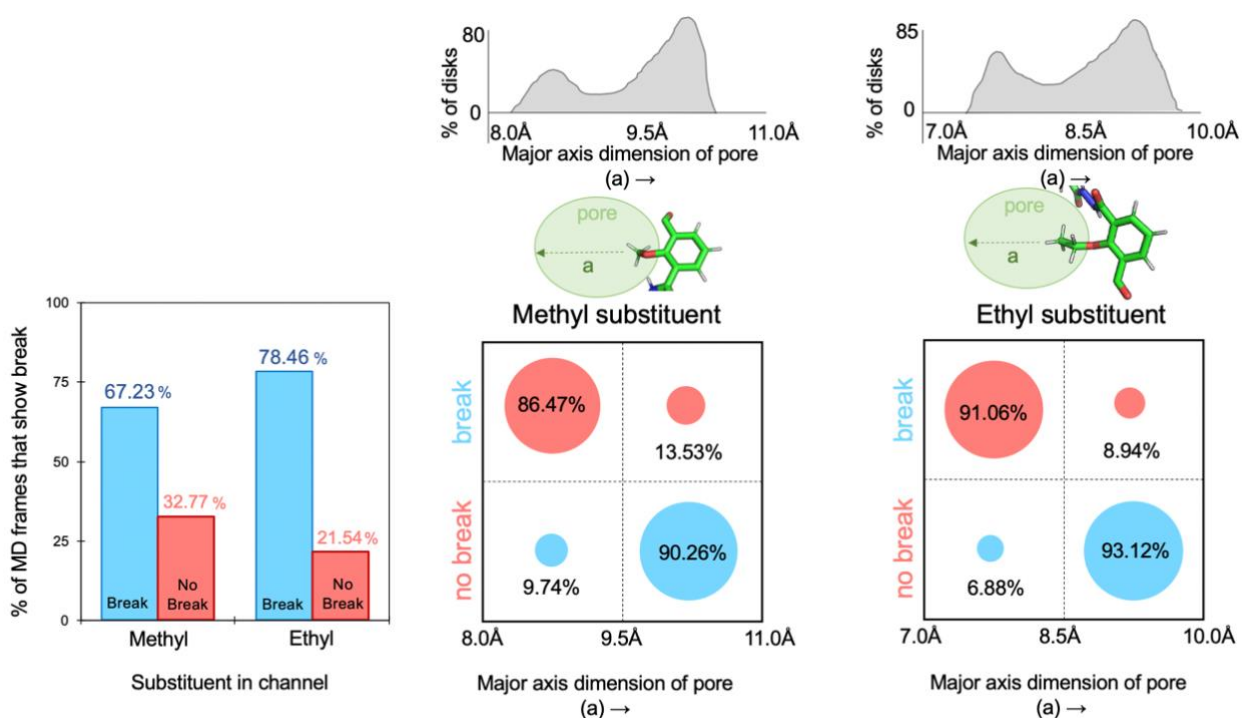 % of MD frames that show break
100
75
50
25
0
67.23 %
32.77 %
78.46 %
21.54 %
Break
No
Break
Break
No
Break
Methyl
Ethyl
Substituent in channel
% of disks
80
0
8.0Å
9.5Å
11.0Å
Major axis dimension of pore
(a) →
pore
a
Methyl substituent
break
no break
86.47%
13.53%
9.74%
90.26%
8.0Å
9.5Å
11.0Å
Major axis dimension of pore
(a) →
% of disks
85
0
7.0Å
8.5Å
10.0Å
Major axis dimension of pore
(a) →
pore
a
Ethyl substituent
break
no break
91.06%
8.94%
6.88%
93.12%
7.0Å
8.5Å
10.0Å
Major axis dimension of pore
(a) →